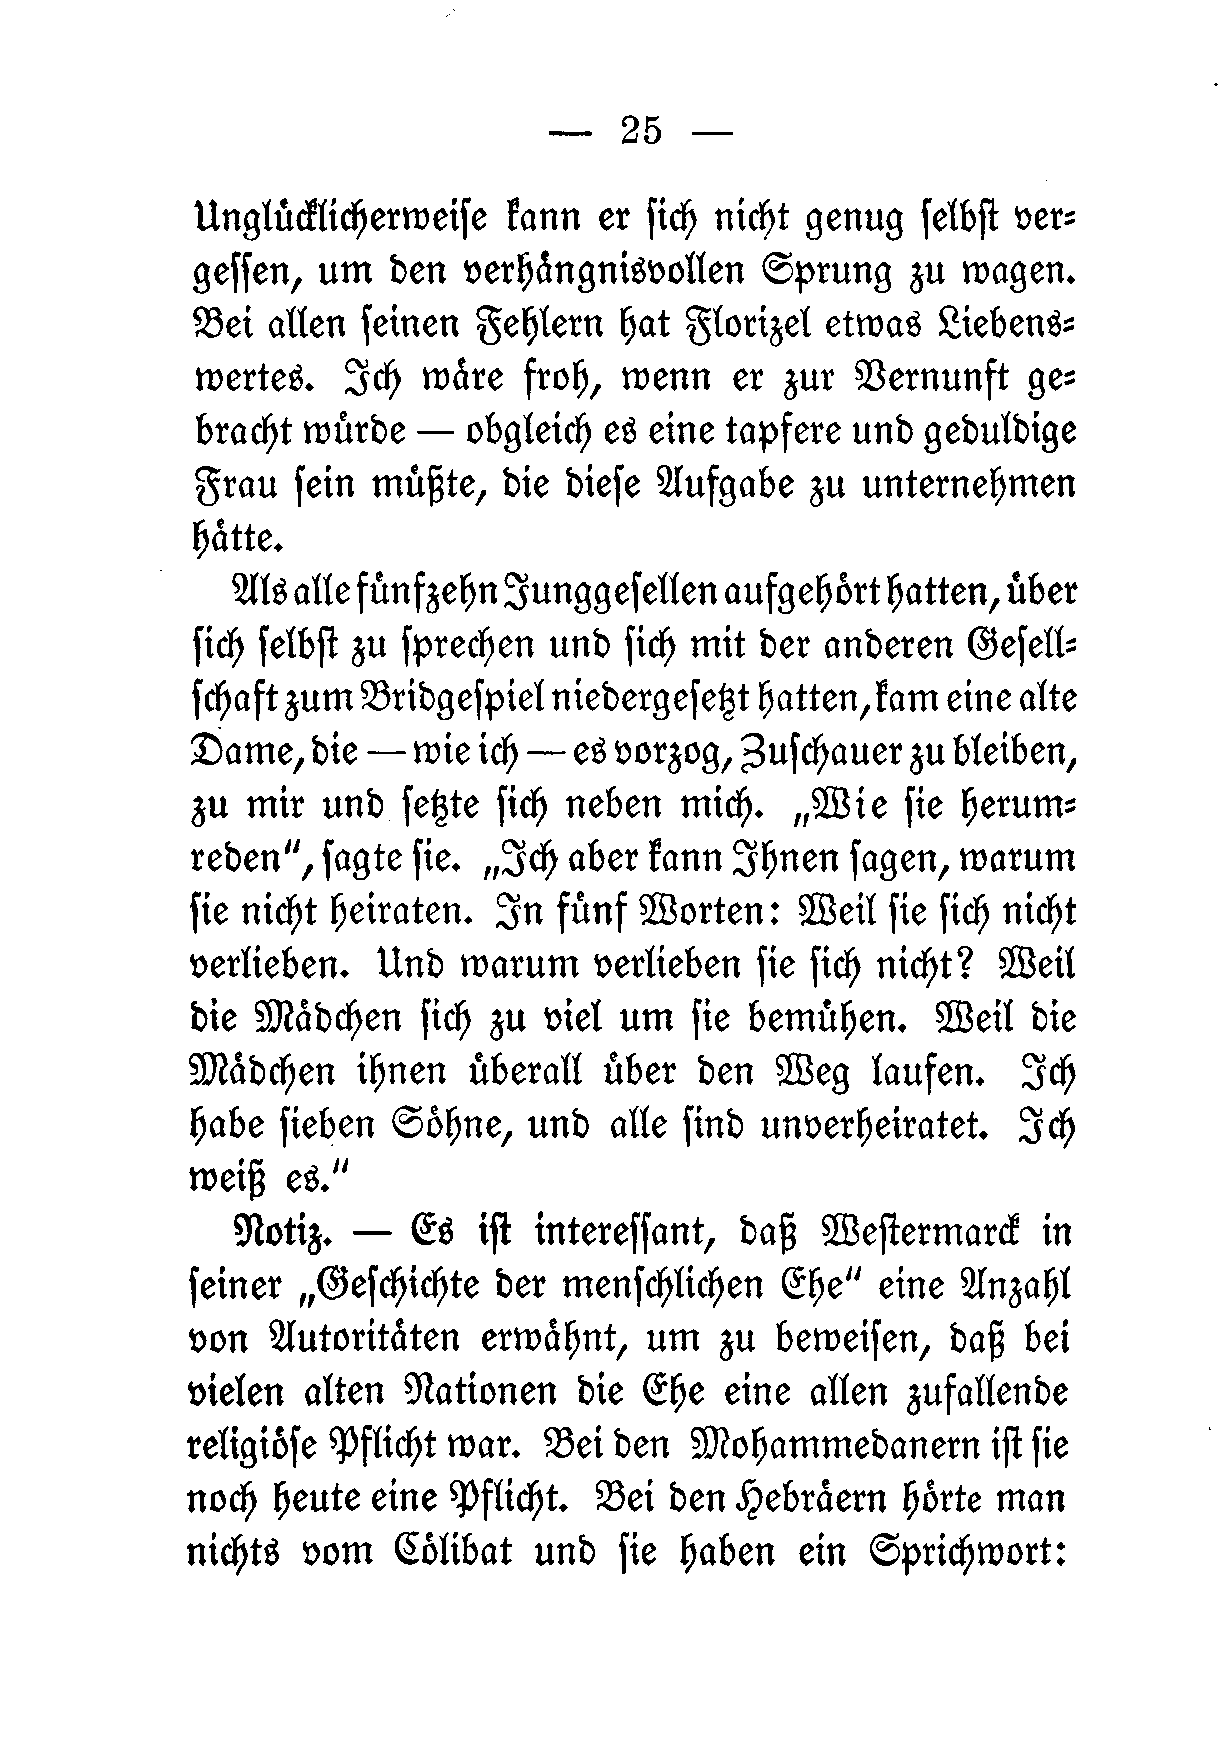 — 25 —
Unglücklicherweise kann er sich nicht genug selbst ver-
gessen, um den verhängnisvollen Sprung zu wagen.
Bei allen seinen Fehlern hat Florizel etwas Liebens-
wertes. Ich wäre froh, wenn er zur Vernunft ge-
bracht würde — obgleich es eine tapfere und geduldige
Frau sein müßte, die diese Aufgabe zu unternehmen
hätte.
Als alle fünfzehn Junggesellen aufgehört hatten, über
sich selbst zu sprechen und sich mit der anderen Gesell-
schaft zum Bridgespiel niedergesetzt hatten, kam eine alte
Dame, die — wie ich — es vorzog, Zuschauer zu bleiben,
zu mir und setzte sich neben mich. „Wie sie herum-
reden", sagte sie. „Ich aber kann Ihnen sagen, warum
sie nicht heiraten. In fünf Worten: Weil sie sich nicht
verlieben. Und warum verlieben sie sich nicht? Weil
die Mädchen sich zu viel um sie bemühen. Weil die
Mädchen ihnen überall über den Weg laufen. Ich
habe sieben Söhne, und alle sind unverheiratet. Ich
weiß es."
Notiz. — Es ist interessant, daß Westermarck in
seiner „Geschichte der menschlichen Ehe" eine Anzahl
von Autoritäten erwähnt, um zu beweisen, daß bei
vielen alten Nationen die Ehe eine allen zufallende
religiöse Pflicht war. Bei den Mohammedanern ist sie
noch heute eine Pflicht. Bei den Hebräern hörte man
nichts vom Cölibat und sie haben ein Sprichwort: